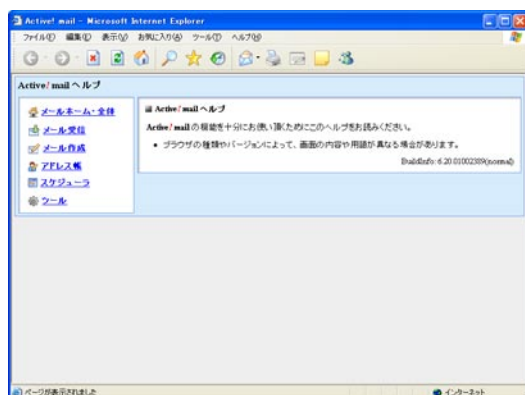 Active! mail - Microsoft Internet Explorer
ファイル(F) 編集(E) 表示(V) お気に入り(A) ツール(T) ヘルプ(H)
Active! mail ヘルプ
メールホーム・全体
メール受信
メール作成
アドレス帳
スケジューラ
ツール
Active! mail ヘルプ
Active! mail の機能を十分にお使い頂くためにこのヘルプをお読みください。
ブラウザの種類やバージョンによって、画面の内容や用語が異なる場合があります。
BuildInfo: 6.20.01002389(normal)
ページが表示されました
インターネット